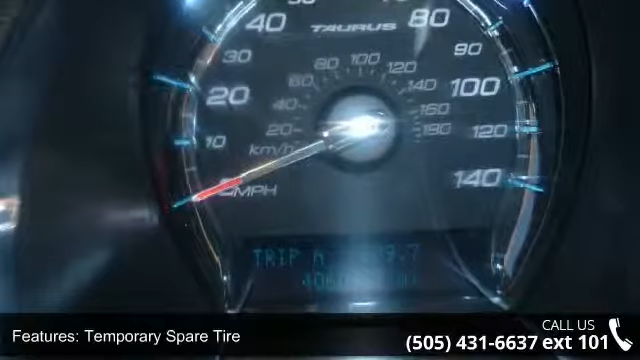 40 TAURUS 80
30 90
80 100 120
60 140
20 100
40 160
10 20 180 120
km/h
MPH 140
TRIP A
CALL US
Features: Temporary Spare Tire
(505) 431-6637 ext 101